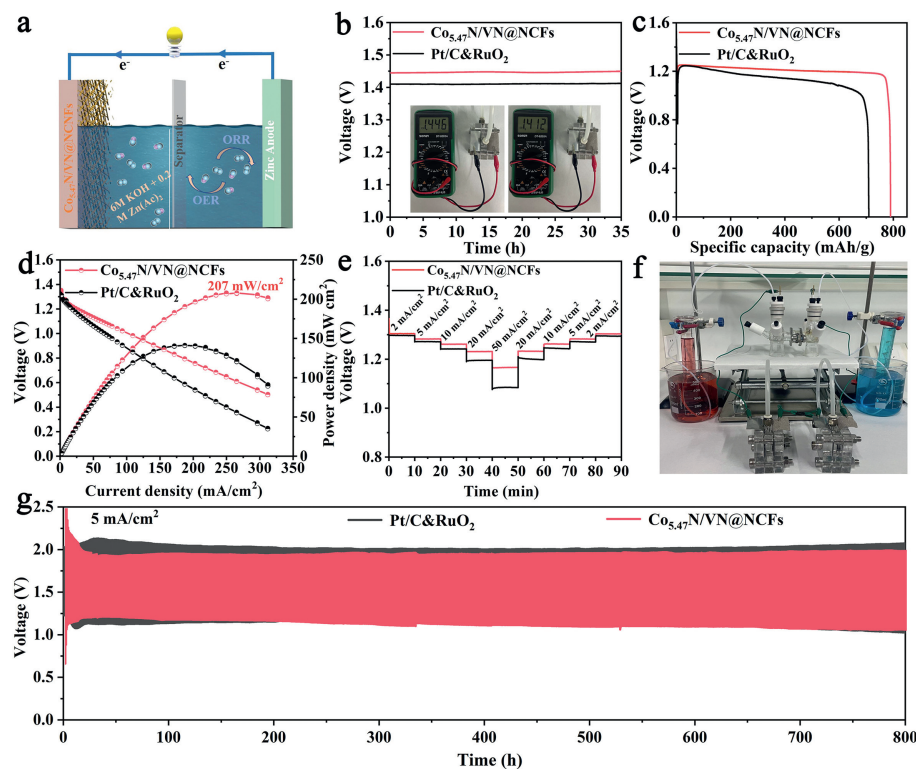 a
e⁻
e⁻
Co₅.₄₇N/VN@NCNFs
Separator
Zinc Anode
ORR
OER
6M KOH + 0.2
M Zn(Ac)₂
b
Co₅.₄₇N/VN@NCFs
Pt/C&RuO₂
Voltage (V)
1.6
1.5
1.4
1.3
1.2
1.1
1.0
1.446
1.412
0 5 10 15 20 25 30 35
Time (h)
c
Co₅.₄₇N/VN@NCFs
Pt/C&RuO₂
Voltage (V)
1.6
1.2
0.8
0.4
0.0
0 200 400 600 800
Specific capacity (mAh/g)
d
Co₅.₄₇N/VN@NCFs
Pt/C&RuO₂
207 mW/cm²
Voltage (V)
1.6
1.4
1.2
1.0
0.8
0.6
0.4
0.2
0.0
Power density (mW cm²)
250
200
150
100
50
0
0 50 100 150 200 250 300 350
Current density (mA/cm²)
e
Co₅.₄₇N/VN@NCFs
Pt/C&RuO₂
2 mA/cm²
5 mA/cm²
10 mA/cm²
20 mA/cm²
50 mA/cm²
20 mA/cm²
10 mA/cm²
5 mA/cm²
2 mA/cm²
Voltage (V)
1.6
1.4
1.2
1.0
0.8
0 10 20 30 40 50 60 70 80 90
Time (min)
f
g
5 mA/cm²
Pt/C&RuO₂
Co₅.₄₇N/VN@NCFs
Voltage (V)
2.5
2.0
1.5
1.0
0.5
0.0
0 100 200 300 400 500 600 700 800
Time (h)